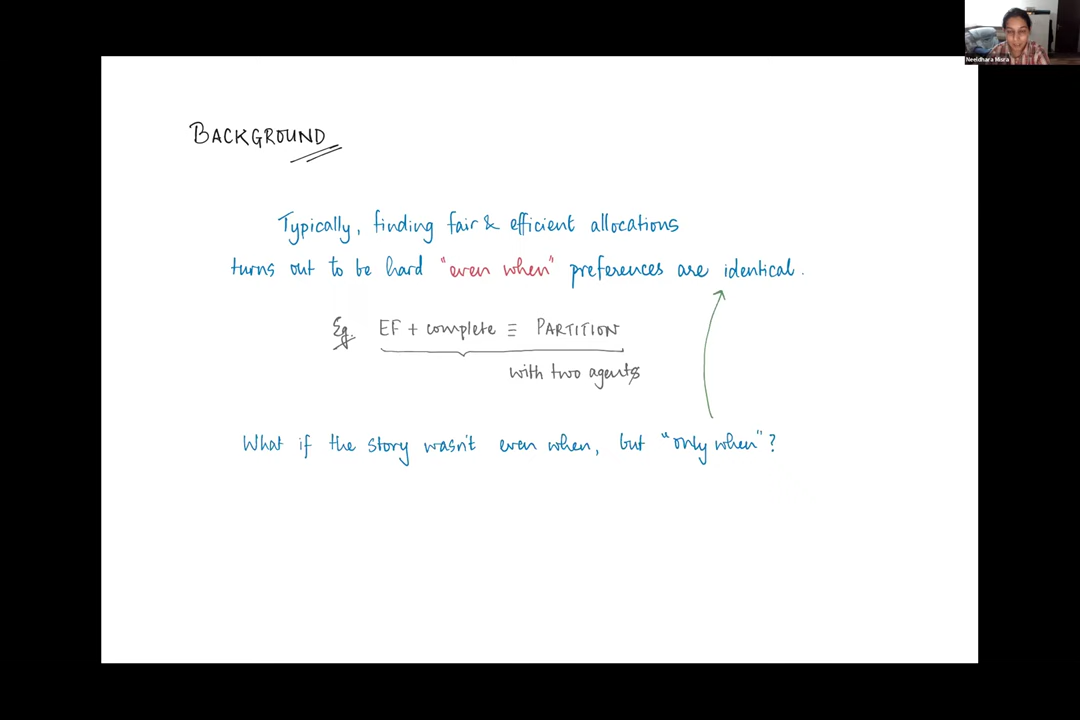 Neeldhara Misra
BACKGROUND
Typically, finding fair & efficient allocations
turns out to be hard "even when" preferences are identical.
Eg. EF + complete ≡ PARTITION
with two agents
What if the story wasn't even when, but "only when"?